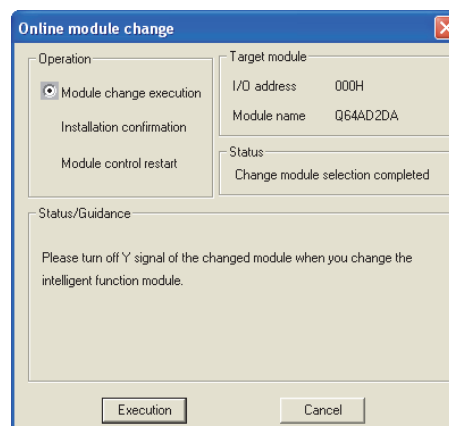 Online module change
Operation
Module change execution
Installation confirmation
Module control restart
Target module
I/O address 000H
Module name Q64AD2DA
Status
Change module selection completed
Status/Guidance
Please turn off Y signal of the changed module when you change the
intelligent function module.
Execution Cancel